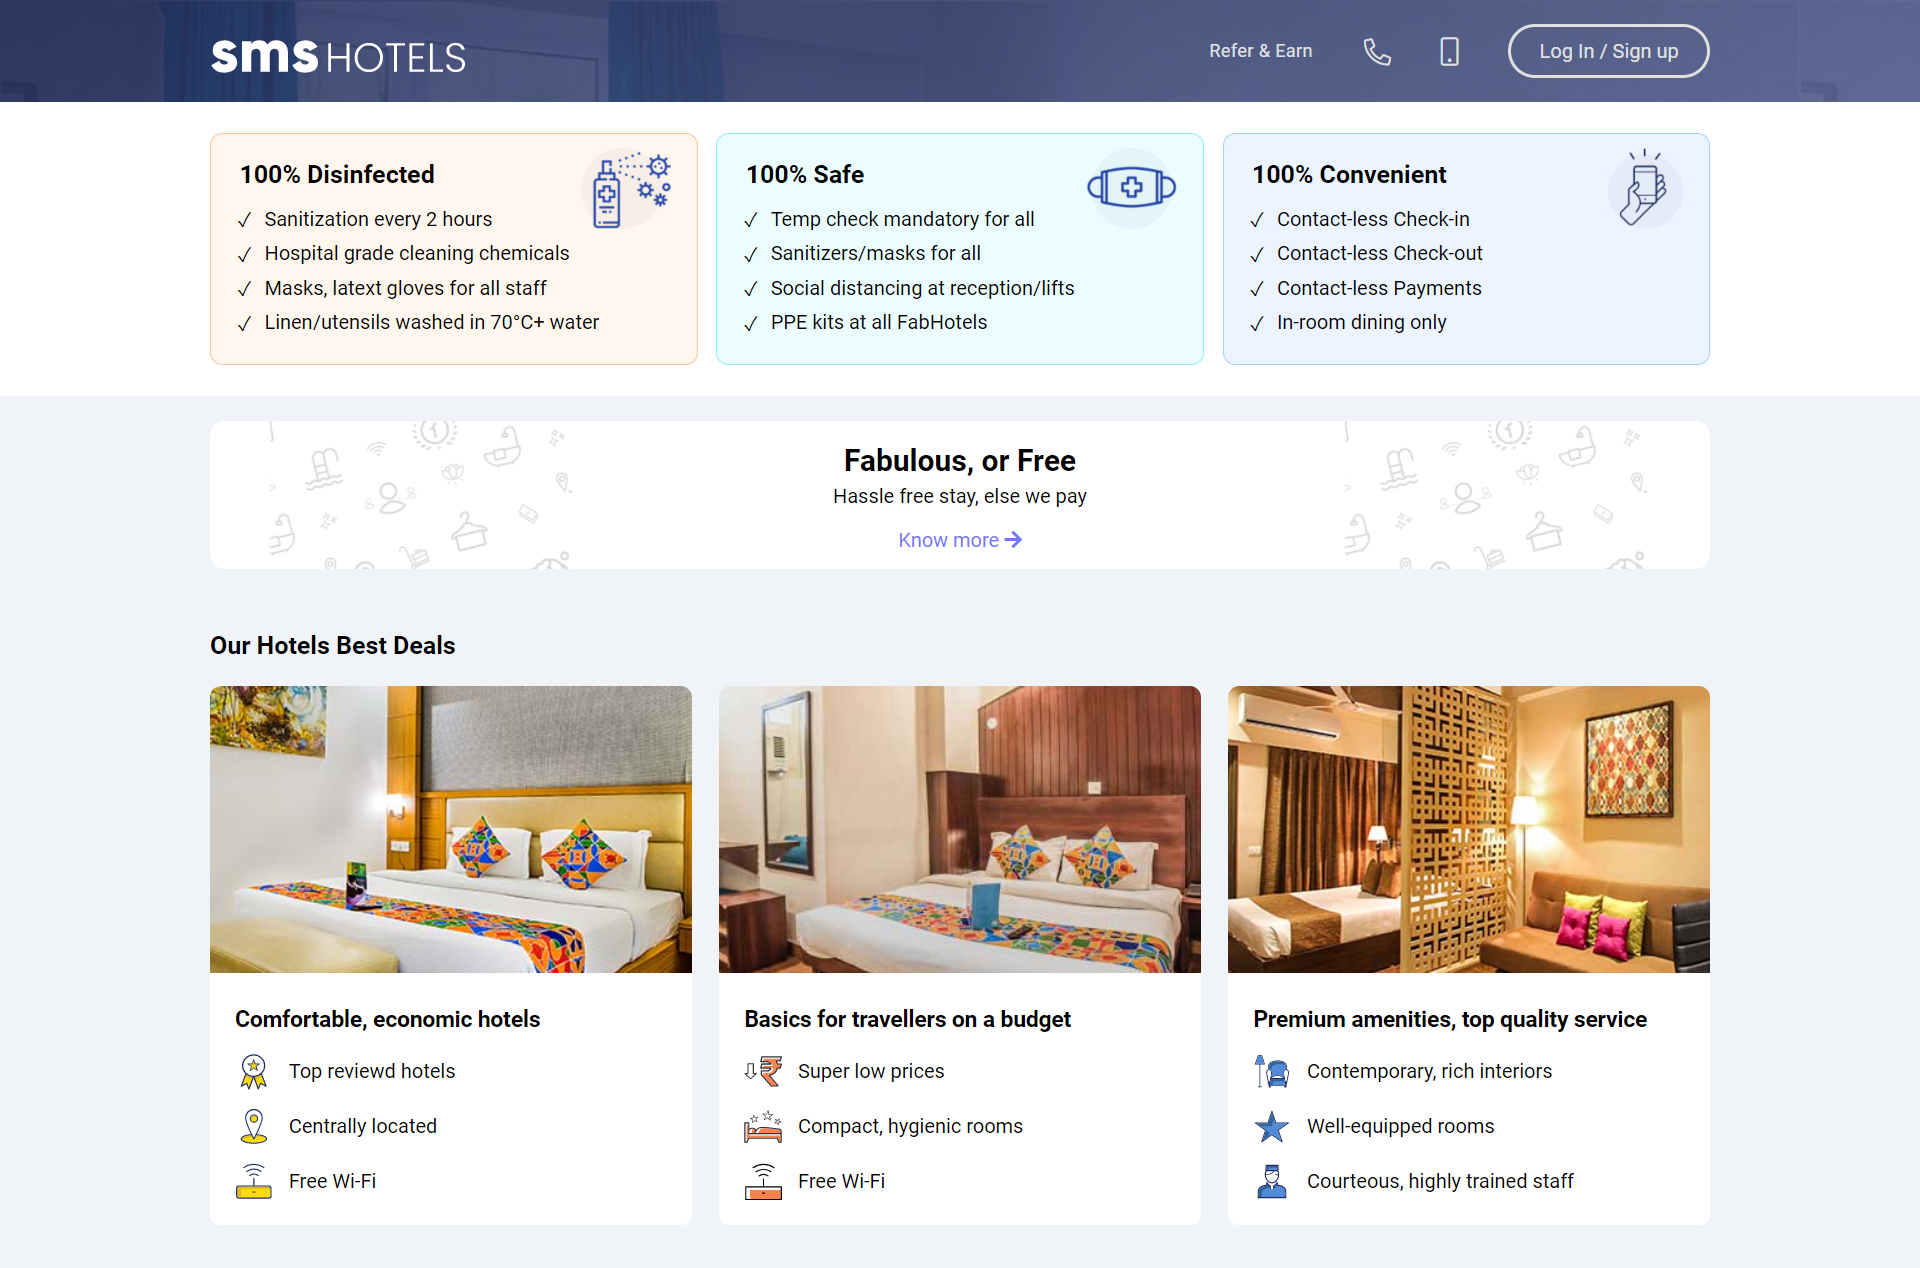 sms HOTELS
Refer & Earn
Log In / Sign up
100% Disinfected
Sanitization every 2 hours
Hospital grade cleaning chemicals
Masks, latext gloves for all staff
Linen/utensils washed in 70°C+ water
100% Safe
Temp check mandatory for all
Sanitizers/masks for all
Social distancing at reception/lifts
PPE kits at all FabHotels
100% Convenient
Contact-less Check-in
Contact-less Check-out
Contact-less Payments
In-room dining only
Fabulous, or Free
Hassle free stay, else we pay
Know more
Our Hotels Best Deals
Comfortable, economic hotels
Top reviewd hotels
Centrally located
Free Wi-Fi
Basics for travellers on a budget
Super low prices
Compact, hygienic rooms
Free Wi-Fi
Premium amenities, top quality service
Contemporary, rich interiors
Well-equipped rooms
Courteous, highly trained staff